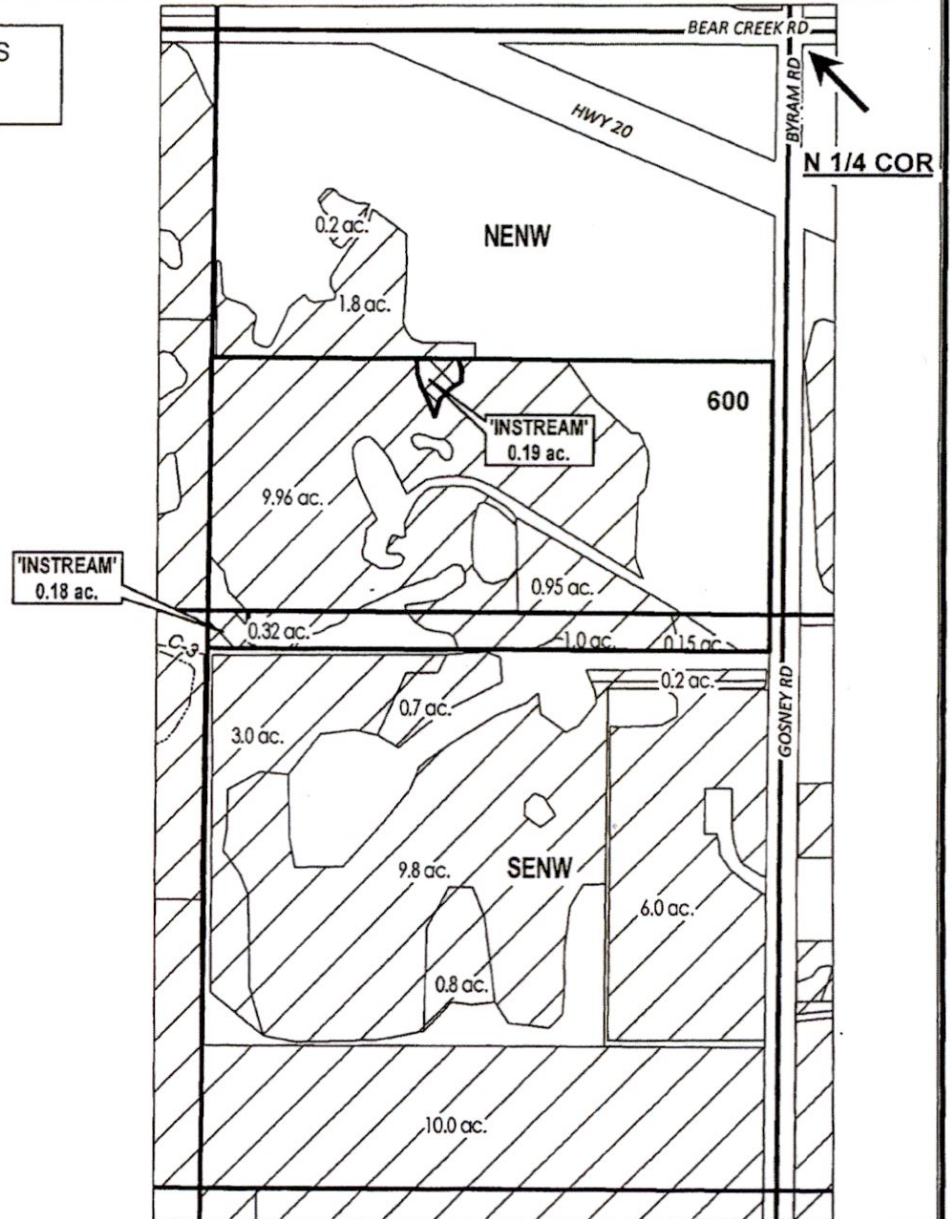 S
BEAR CREEK RD
BYRAM RD
HWY 20
N 1/4 COR
0.2 ac.
NENW
1.8 ac.
600
'INSTREAM'
0.19 ac.
9.96 ac.
'INSTREAM'
0.18 ac.
0.95 ac.
0.32 ac.
1.0 ac.
0.15 ac.
C-3
0.2 ac.
0.7 ac.
GOSNEY RD
3.0 ac.
9.8 ac.
SENW
6.0 ac.
0.8 ac.
10.0 ac.